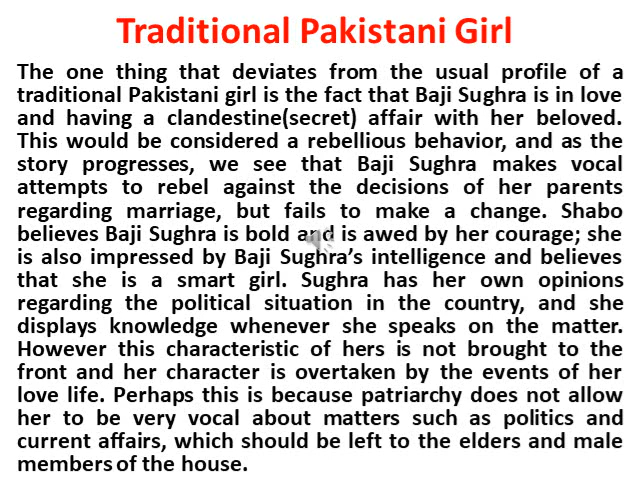 Traditional Pakistani Girl
The one thing that deviates from the usual profile of a
traditional Pakistani girl is the fact that Baji Sughra is in love
and having a clandestine(secret) affair with her beloved.
This would be considered a rebellious behavior, and as the
story progresses, we see that Baji Sughra makes vocal
attempts to rebel against the decisions of her parents
regarding marriage, but fails to make a change. Shabo
believes Baji Sughra is bold and is awed by her courage; she
is also impressed by Baji Sughra’s intelligence and believes
that she is a smart girl. Sughra has her own opinions
regarding the political situation in the country, and she
displays knowledge whenever she speaks on the matter.
However this characteristic of hers is not brought to the
front and her character is overtaken by the events of her
love life. Perhaps this is because patriarchy does not allow
her to be very vocal about matters such as politics and
current affairs, which should be left to the elders and male
members of the house.